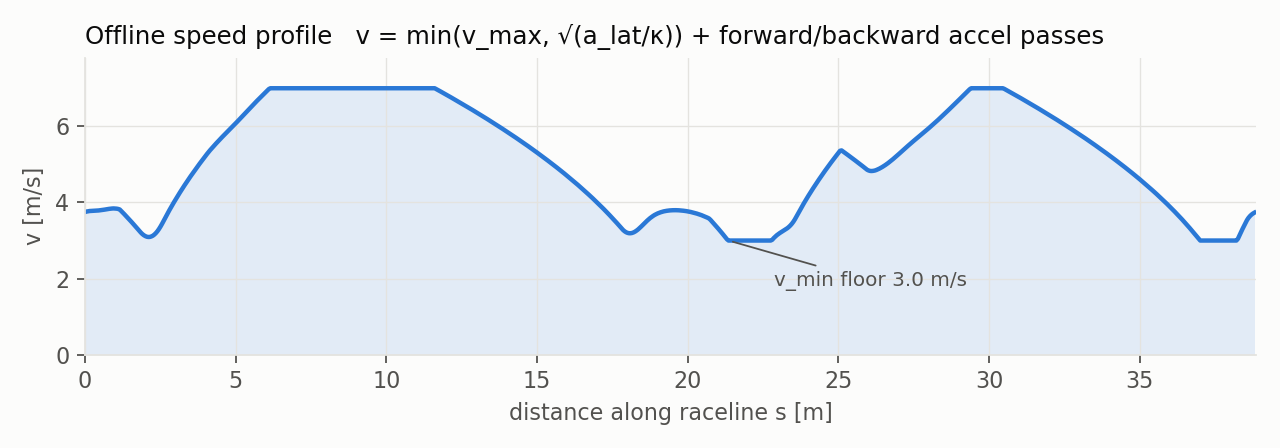 Offline speed profile   v = min(v_max, √(a_lat/κ)) + forward/backward accel passes
v [m/s]
6
4
2
0
v_min floor 3.0 m/s
0 5 10 15 20 25 30 35
distance along raceline s [m]